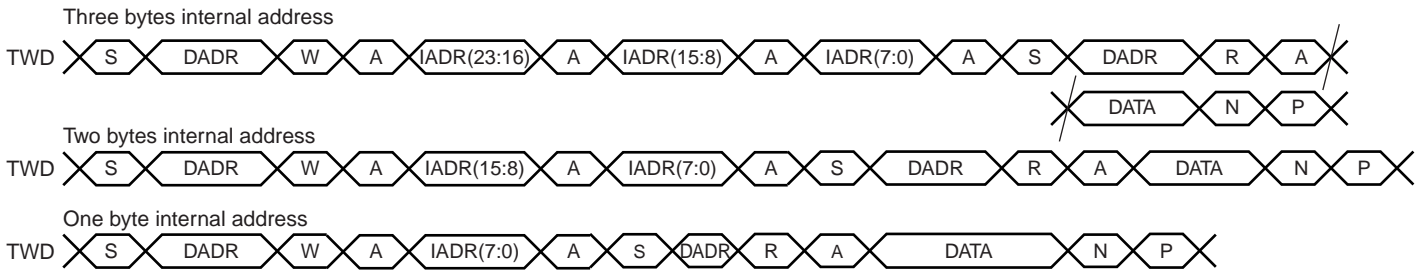 Three bytes internal address
TWD S DADR W A IADR(23:16) A IADR(15:8) A IADR(7:0) A S DADR R A
DATA N P
Two bytes internal address
TWD S DADR W A IADR(15:8) A IADR(7:0) A S DADR R A DATA N P
One byte internal address
TWD S DADR W A IADR(7:0) A S DADR R A DATA N P